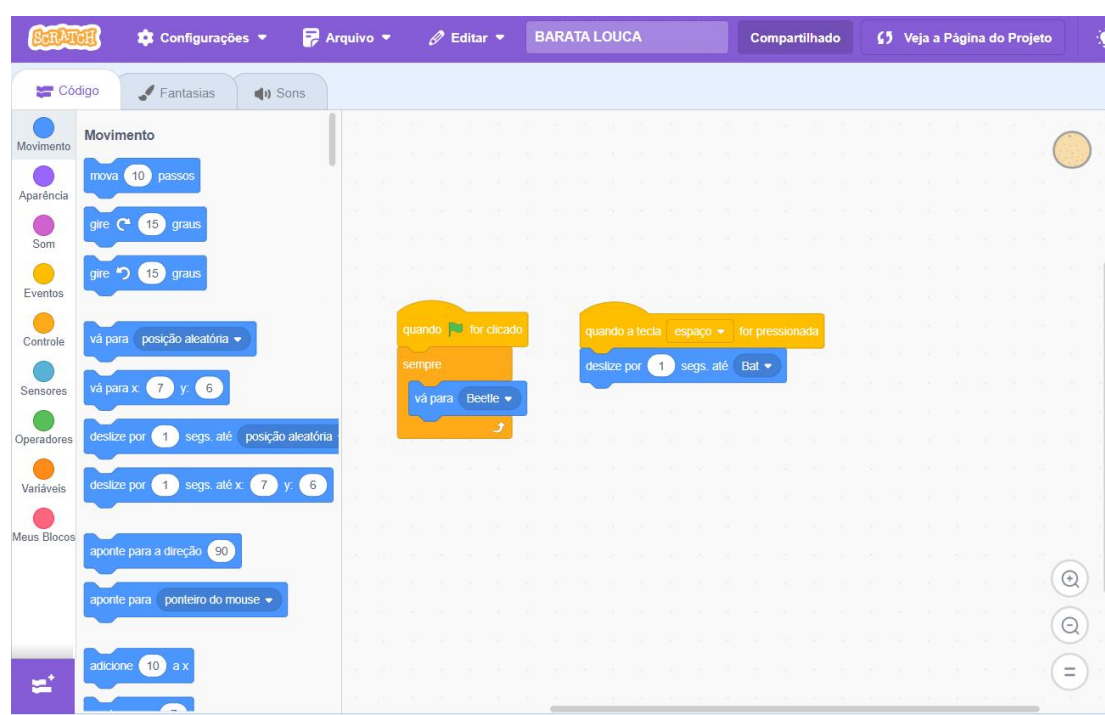 SCRATCH
Configurações
Arquivo
Editar
BARATA LOUCA
Compartilhado
Veja a Página do Projeto
Código
Fantasias
Sons
Movimento
Aparência
Som
Eventos
Controle
Sensores
Operadores
Variáveis
Meus Blocos
Movimento
mova 10 passos
gire 15 graus
gire 15 graus
vá para posição aleatória
vá para x: 7 y: 6
deslize por 1 segs. até posição aleatória
deslize por 1 segs. até x: 7 y: 6
aponte para a direção 90
aponte para ponteiro do mouse
adicione 10 a x
quando for clicado
sempre
vá para Beetle
quando a tecla espaço for pressionada
deslize por 1 segs. até Bat